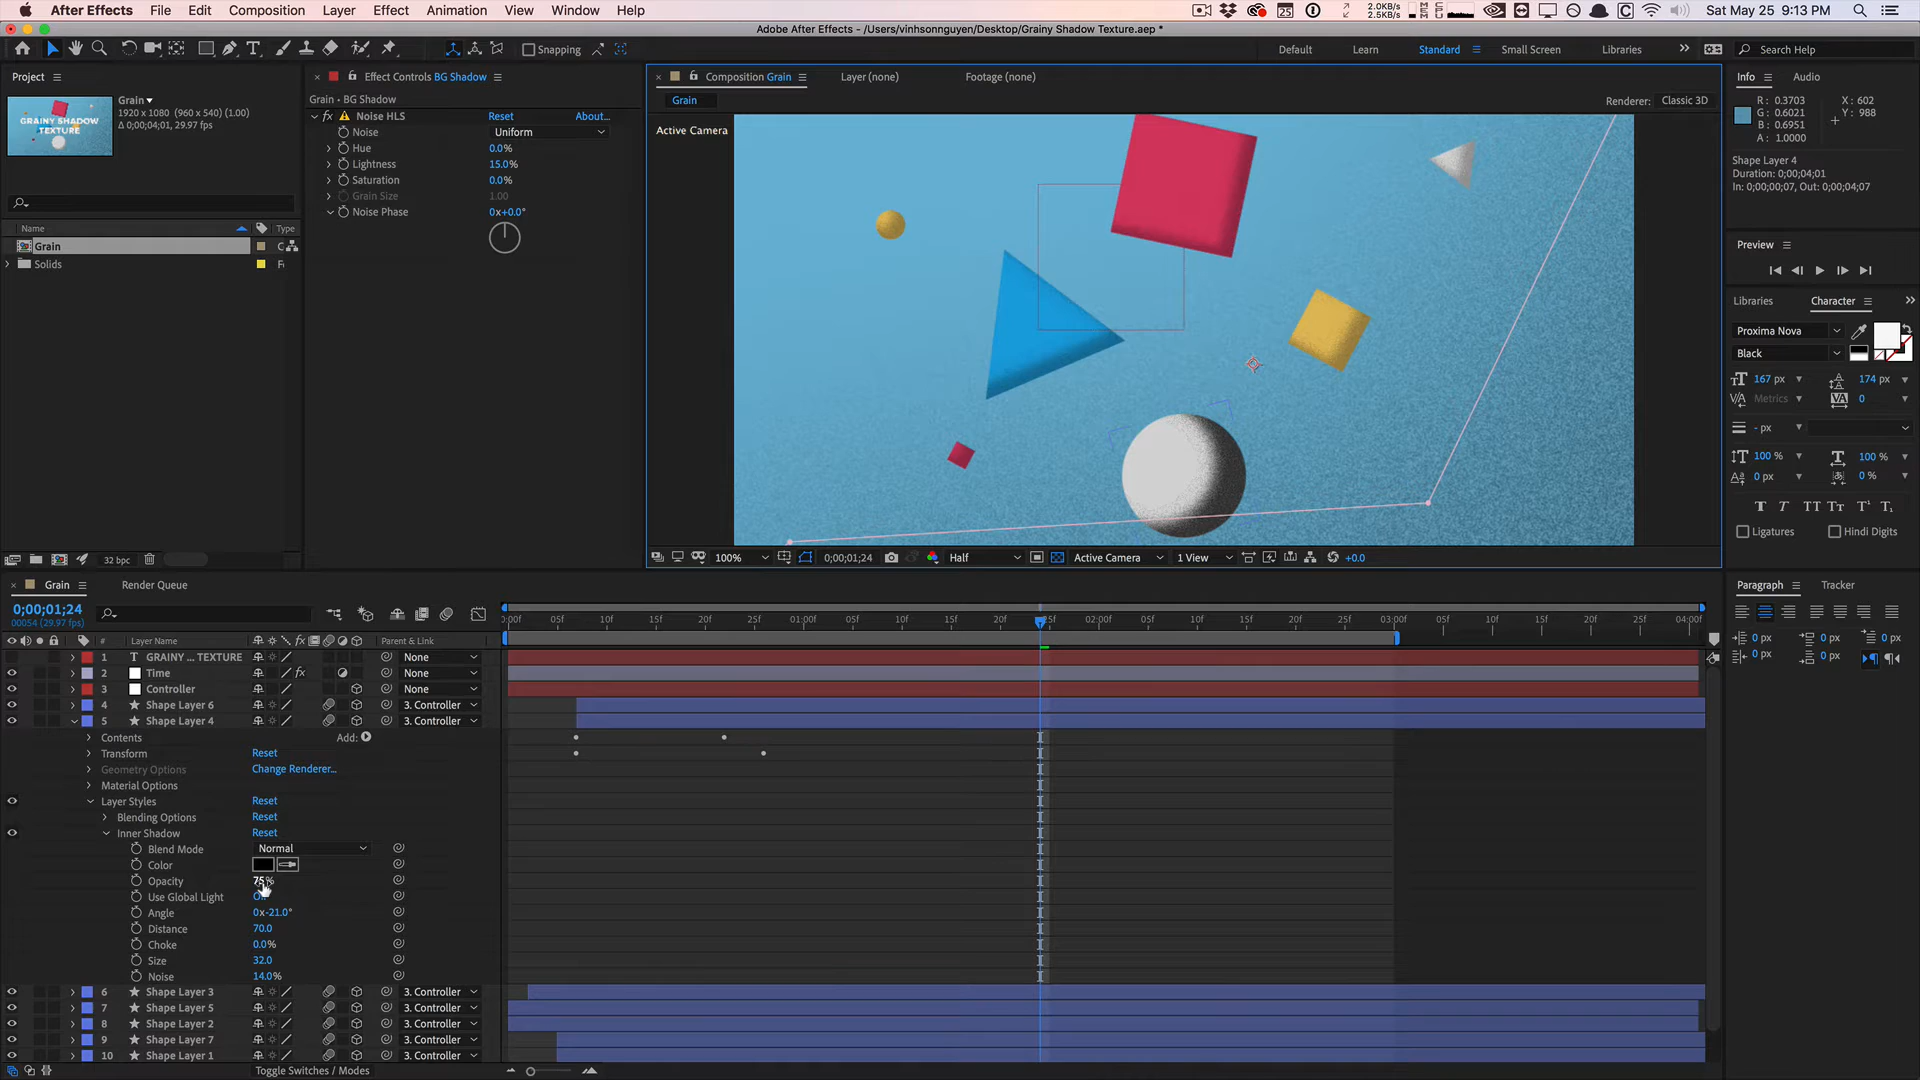 After Effects File Edit Composition Layer Effect Animation View Window Help 2.0KB/s 2.5KB/s Sat May 25 9:13 PM
Adobe After Effects - /Users/vinhsonnguyen/Desktop/Grainy Shadow Texture.aep *
Snapping Default Learn Standard Small Screen Libraries Search Help
Project Effect Controls BG Shadow Composition Grain Layer (none) Footage (none) Info Audio
Grain • BG Shadow Grain Renderer: Classic 3D
Grain
1920 x 1080 (960 x 540) (1.00)
Δ 0;00;04;01, 29.97 fps
GRAINY SHADOW
TEXTURE
fx Noise HLS Reset About...
Noise Uniform
Hue 0.0%
Lightness 15.0%
Saturation 0.0%
Grain Size 1.00
Noise Phase 0x+0.0°
Active Camera
R: 0.3703 X: 602
G: 0.6021 Y: 988
B: 0.6951
A: 1.0000
Shape Layer 4
Duration: 0;00;04;01
In: 0;00;00;07, Out: 0;00;04;07
Name Type
Grain C
Solids F
Preview
Libraries Character
Proxima Nova
Black
167 px 174 px
Metrics 0
- px
100 % 100 %
0 px 0 %
T T TT Tт T¹ T₁
Ligatures Hindi Digits
32 bpc 100% 0;00;01;24 Half Active Camera 1 View +0.0
Grain Render Queue
0;00;01;24
00054 (29.97 fps)
:00f 05f 10f 15f 20f 25f 01:00f 05f 10f 15f 20f 25f 02:00f 05f 10f 15f 20f 25f 03:00f 05f 10f 15f 20f 25f 04:00f
Paragraph Tracker
0 px 0 px 0 px
0 px 0 px
# Layer Name fx Parent & Link
1 T GRAINY ... TEXTURE None
2 Time fx None
3 Controller None
4 Shape Layer 6 3. Controller
5 Shape Layer 4 3. Controller
Contents Add:
Transform Reset
Geometry Options Change Renderer...
Material Options
Layer Styles Reset
Blending Options Reset
Inner Shadow Reset
Blend Mode Normal
Color
Opacity 75%
Use Global Light
Angle 0x-21.0°
Distance 70.0
Choke 0.0%
Size 32.0
Noise 14.0%
6 Shape Layer 3 3. Controller
7 Shape Layer 5 3. Controller
8 Shape Layer 2 3. Controller
9 Shape Layer 7 3. Controller
10 Shape Layer 1 3. Controller
Toggle Switches / Modes